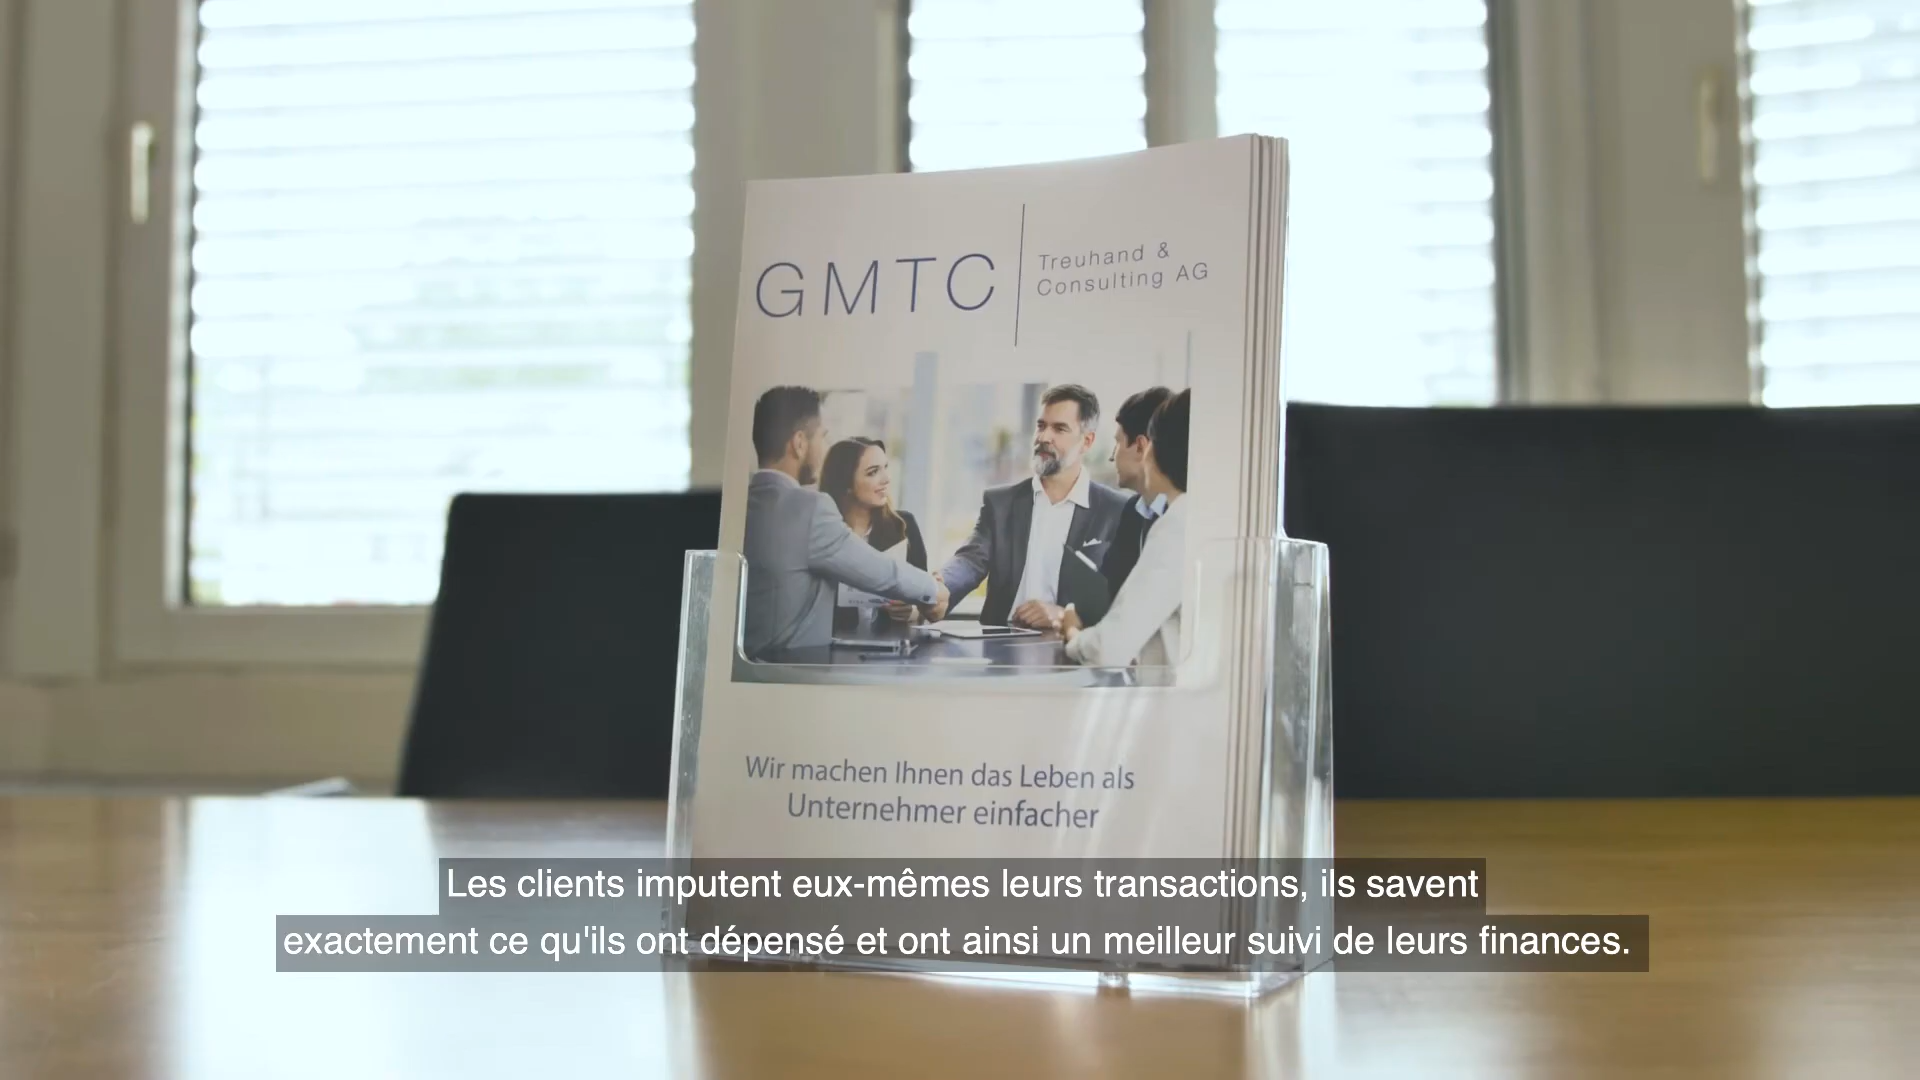 GMTC
Treuhand &
Consulting AG
Wir machen Ihnen das Leben als
Unternehmer einfacher
Les clients imputent eux-mêmes leurs transactions, ils savent
exactement ce qu'ils ont dépensé et ont ainsi un meilleur suivi de leurs finances.